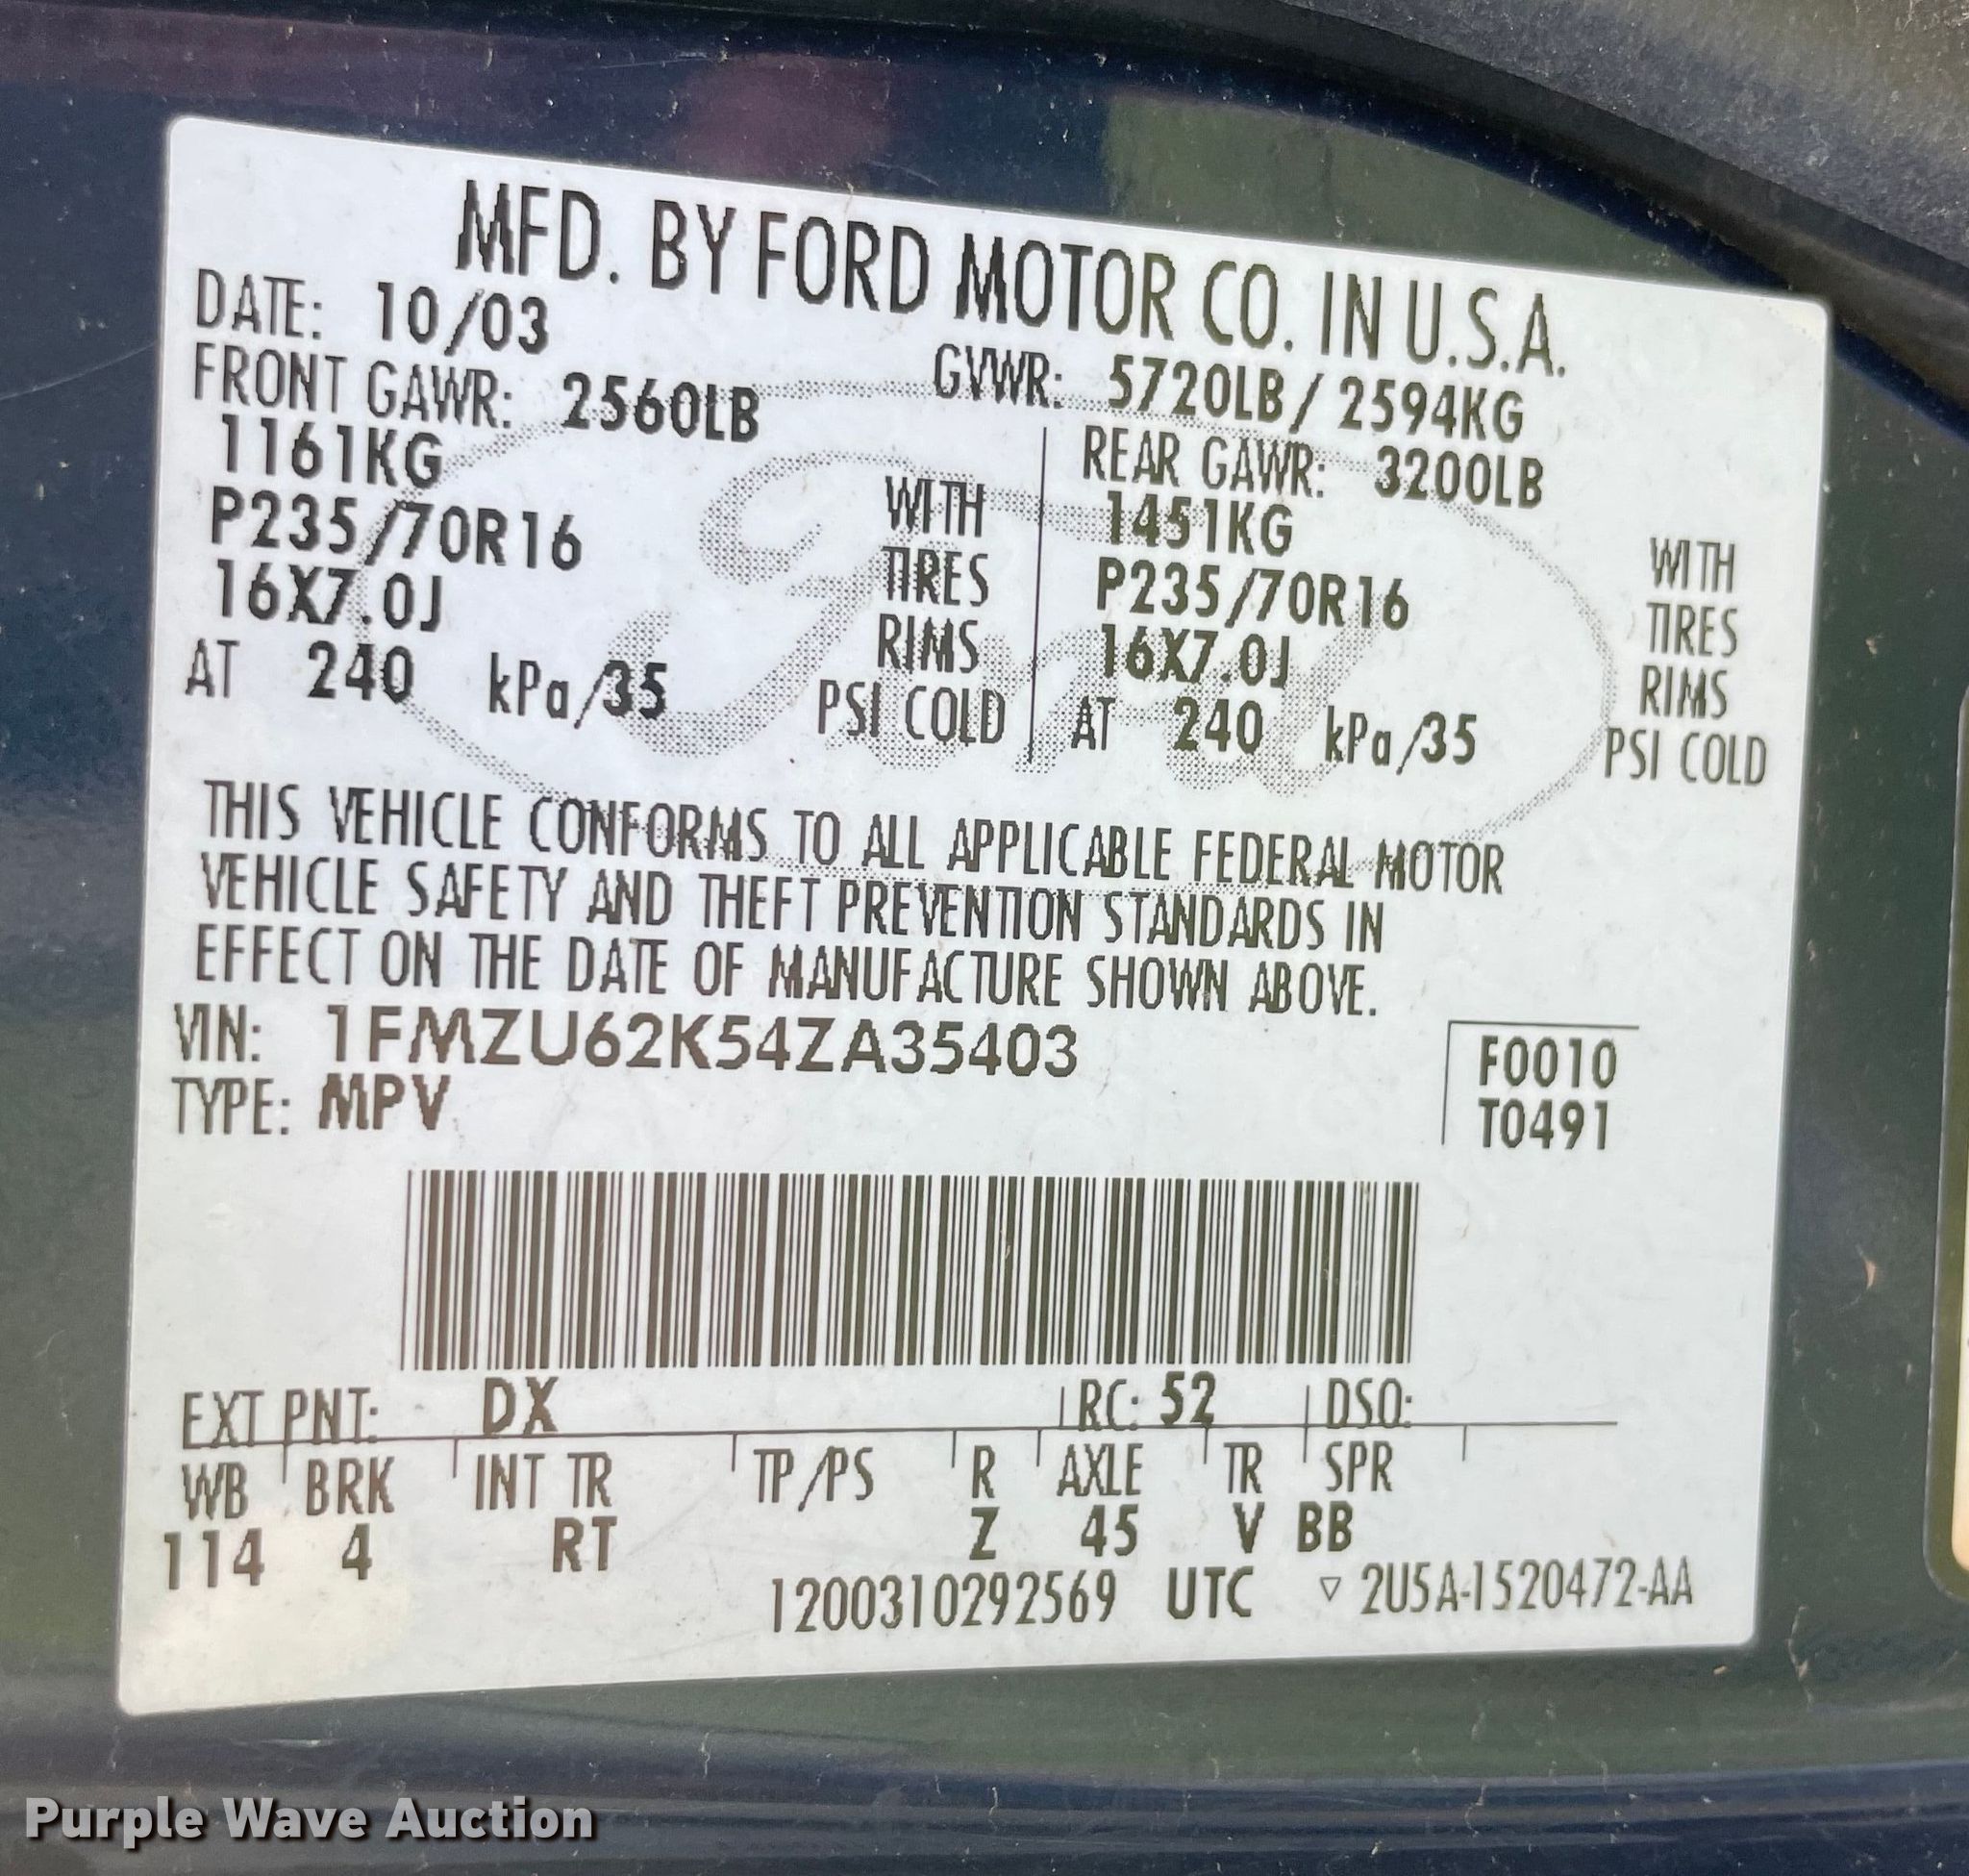 MFD. BY FORD MOTOR CO. IN U.S.A.
DATE: 10/03 GVWR: 5720LB/2594KG
FRONT GAWR: 2560LB REAR GAWR: 3200LB
1161KG WITH 1451KG WITH
P235/70R16 TIRES P235/70R16 TIRES
16X7.0J RIMS 16X7.0J RIMS
AT 240 kPa/35 PSI COLD AT 240 kPa/35 PSI COLD
THIS VEHICLE CONFORMS TO ALL APPLICABLE FEDERAL MOTOR
VEHICLE SAFETY AND THEFT PREVENTION STANDARDS IN
EFFECT ON THE DATE OF MANUFACTURE SHOWN ABOVE.
VIN: 1FMZU62K54ZA35403 F0010
TYPE: MPV T0491
EXT PNT: DX RC: 52 DSO:
WB BRK INT TR TP/PS R AXLE TR SPR
114 4 RT Z 45 V BB
1200310292569 UTC ▽ 2U5A-1520472-AA
Ford
Purple Wave Auction